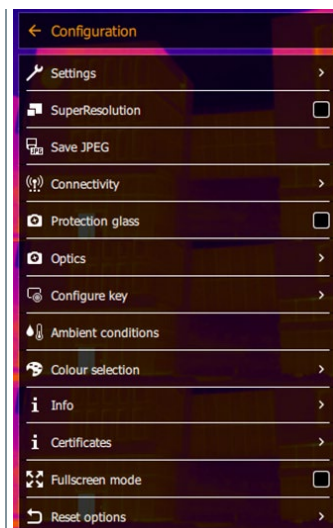 Configuration
Settings
SuperResolution
JPG
Save JPEG
Connectivity
Protection glass
Optics
Configure key
Ambient conditions
Colour selection
Info
Certificates
Fullscreen mode
Reset options